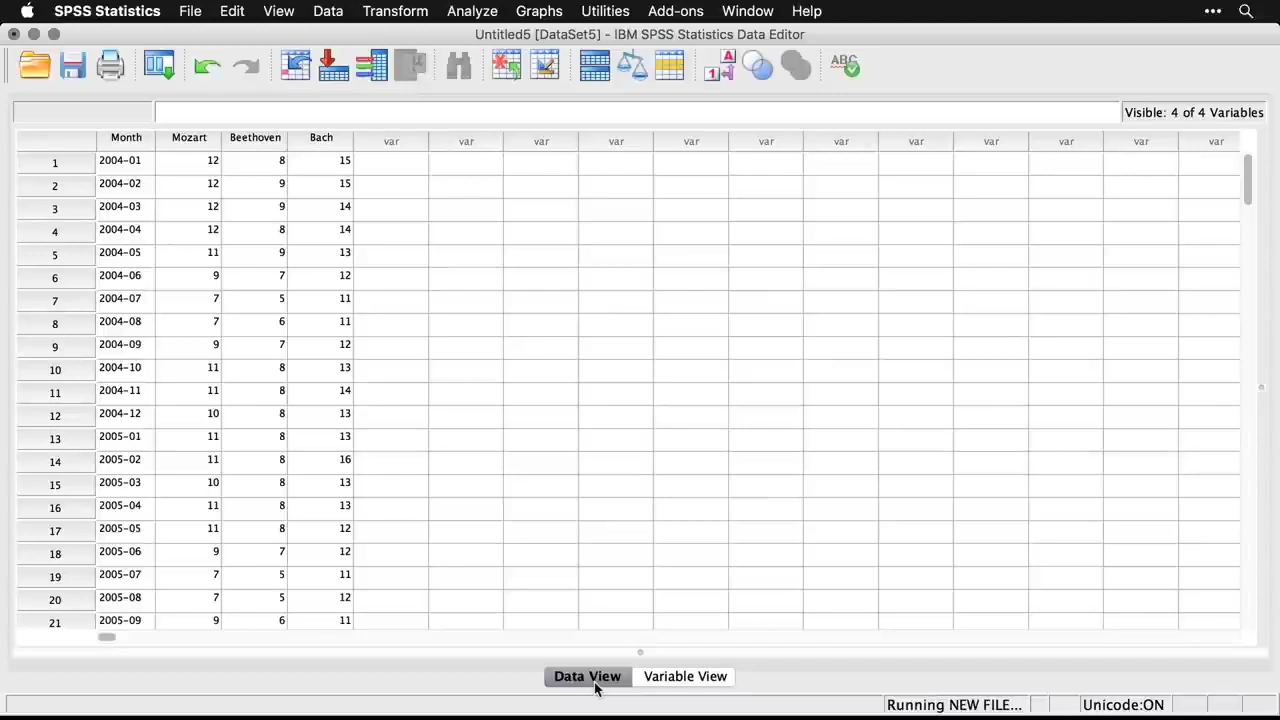 SPSS Statistics File Edit View Data Transform Analyze Graphs Utilities Add-ons Window Help
Untitled5 [DataSet5] - IBM SPSS Statistics Data Editor
A
1
ABC
Visible: 4 of 4 Variables
Month Mozart Beethoven Bach var var var var var var var var var var var var
1 2004-01 12 8 15
2 2004-02 12 9 15
3 2004-03 12 9 14
4 2004-04 12 8 14
5 2004-05 11 9 13
6 2004-06 9 7 12
7 2004-07 7 5 11
8 2004-08 7 6 11
9 2004-09 9 7 12
10 2004-10 11 8 13
11 2004-11 11 8 14
12 2004-12 10 8 13
13 2005-01 11 8 13
14 2005-02 11 8 16
15 2005-03 10 8 13
16 2005-04 11 8 13
17 2005-05 11 8 12
18 2005-06 9 7 12
19 2005-07 7 5 11
20 2005-08 7 5 12
21 2005-09 9 6 11
Data View Variable View
Running NEW FILE... Unicode:ON